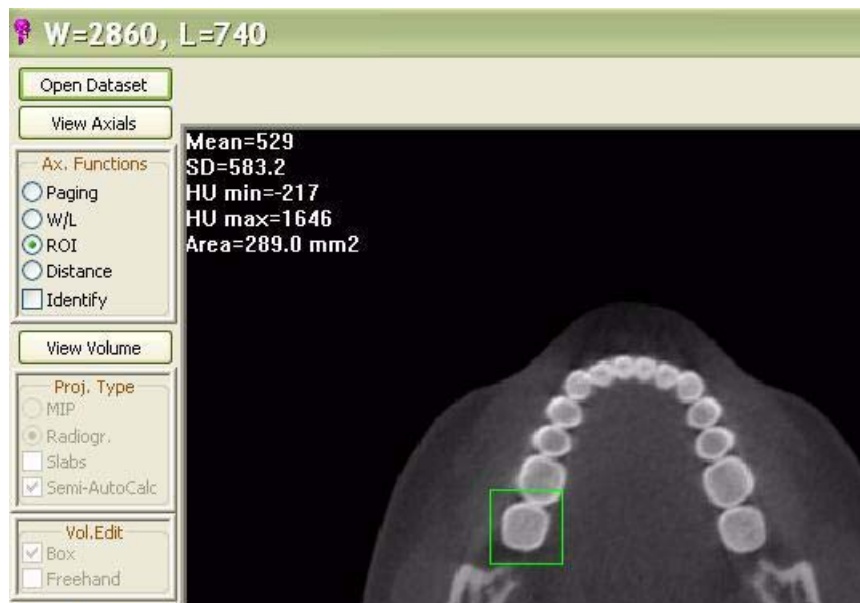 W=2860, L=740
Open Dataset
View Axials
Ax. Functions
Paging
W/L
ROI
Distance
Identify
View Volume
Proj. Type
MIP
Radiogr.
Slabs
Semi-AutoCalc
Vol.Edit
Box
Freehand
Mean=529
SD=583.2
HU min=-217
HU max=1646
Area=289.0 mm2